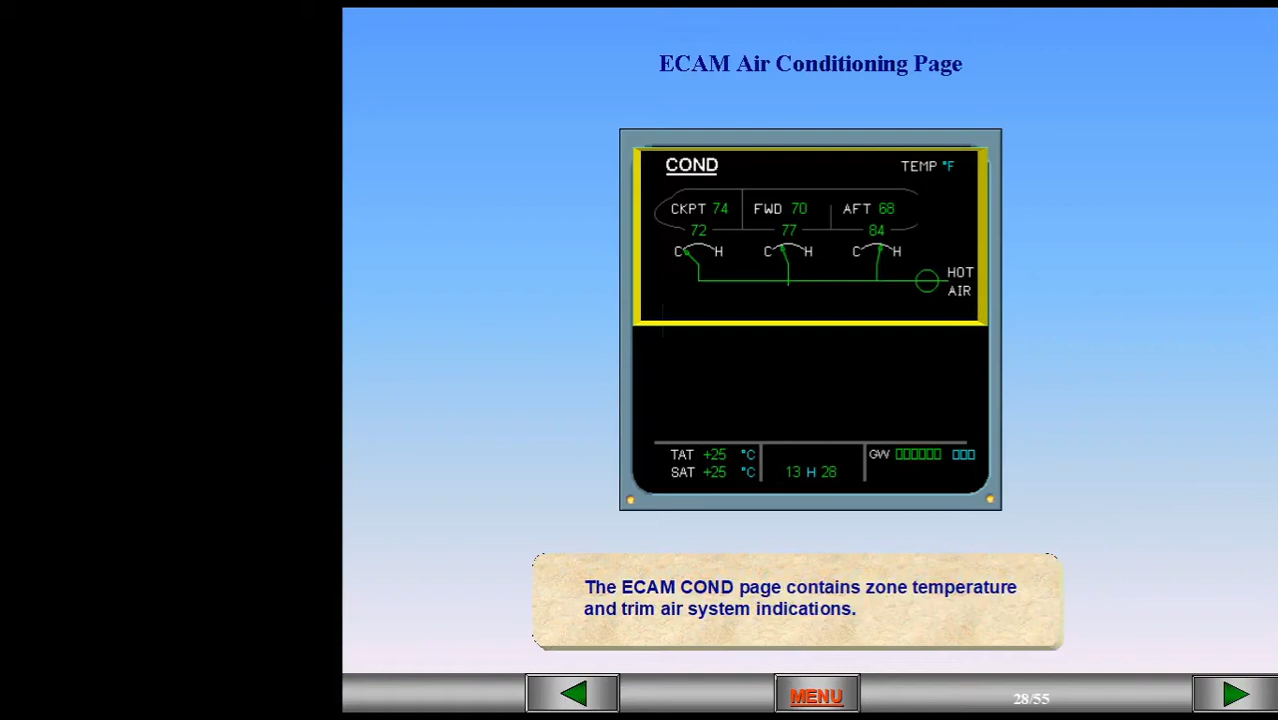 ECAM Air Conditioning Page
COND TEMP °F
CKPT 74 FWD 70 AFT 68
72 77 84
C H C H C H
HOT
AIR
TAT +25 °C GW
SAT +25 °C 13 H 28
The ECAM COND page contains zone temperature
and trim air system indications.
MENU 28/55